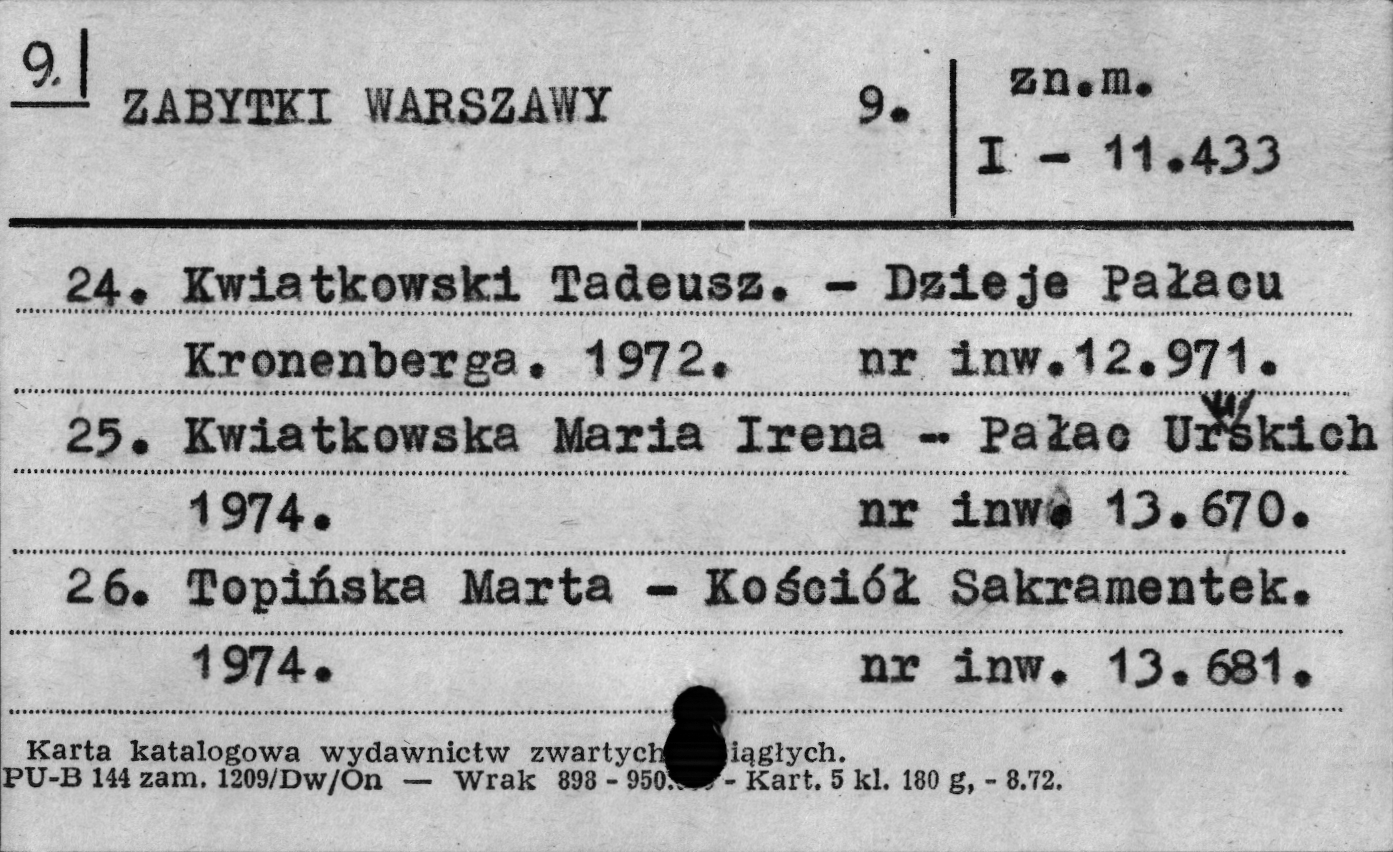 9.
ZABYTKI WARSZAWY 9. zn.m.
I - 11.433
24. Kwiatkowski Tadeusz. - Dzieje Pałacu
Kronenberga. 1972. nr inw.12.971.
25. Kwiatkowska Maria Irena - Pałac Uruskich
1974. nr inw. 13.670.
26. Topińska Marta - Kościół Sakramentek.
1974. nr inw. 13.681.
Karta katalogowa wydawnictw zwartych iągłych.
PU-B 144 zam. 1209/Dw/On — Wrak 898 - 950. - Kart. 5 kl. 180 g, - 8.72.